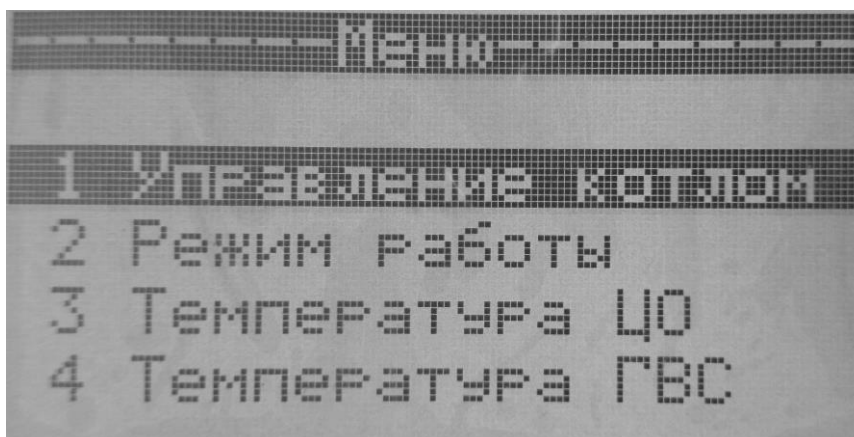 Меню
1 Управление котлом
2 Режим работы
3 Температура ЦО
4 Температура ГВС